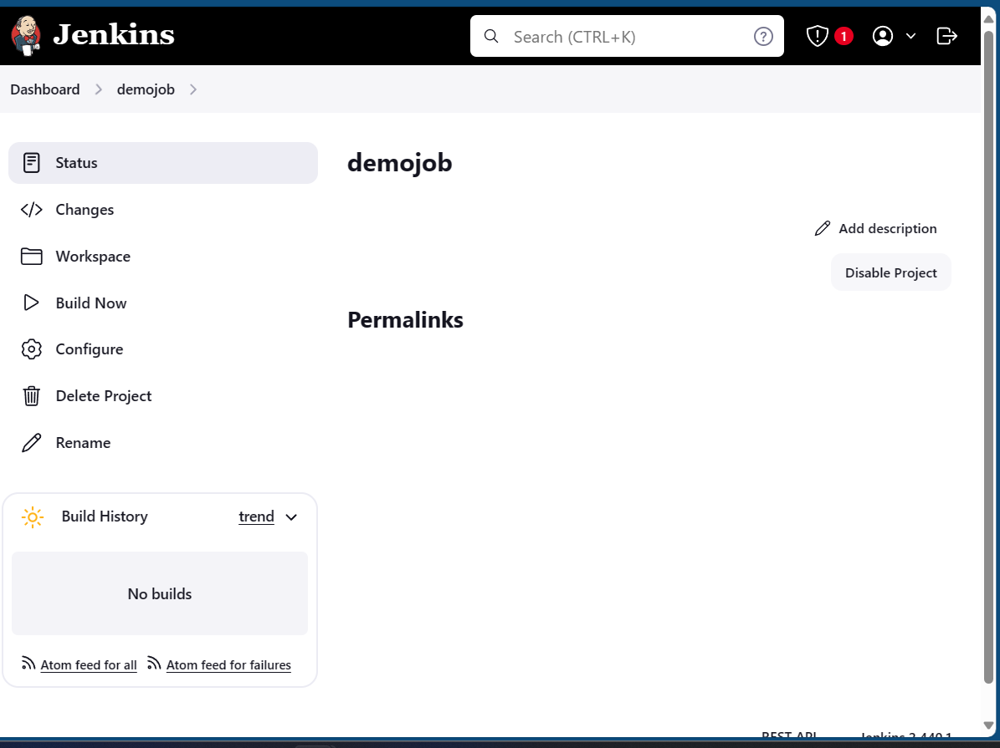 Jenkins
Search (CTRL+K)
1
Dashboard
demojob
Status
Changes
Workspace
Build Now
Configure
Delete Project
Rename
Build History
trend
No builds
Atom feed for all
Atom feed for failures
demojob
Add description
Disable Project
Permalinks
REST API
Jenkins 2.440.1